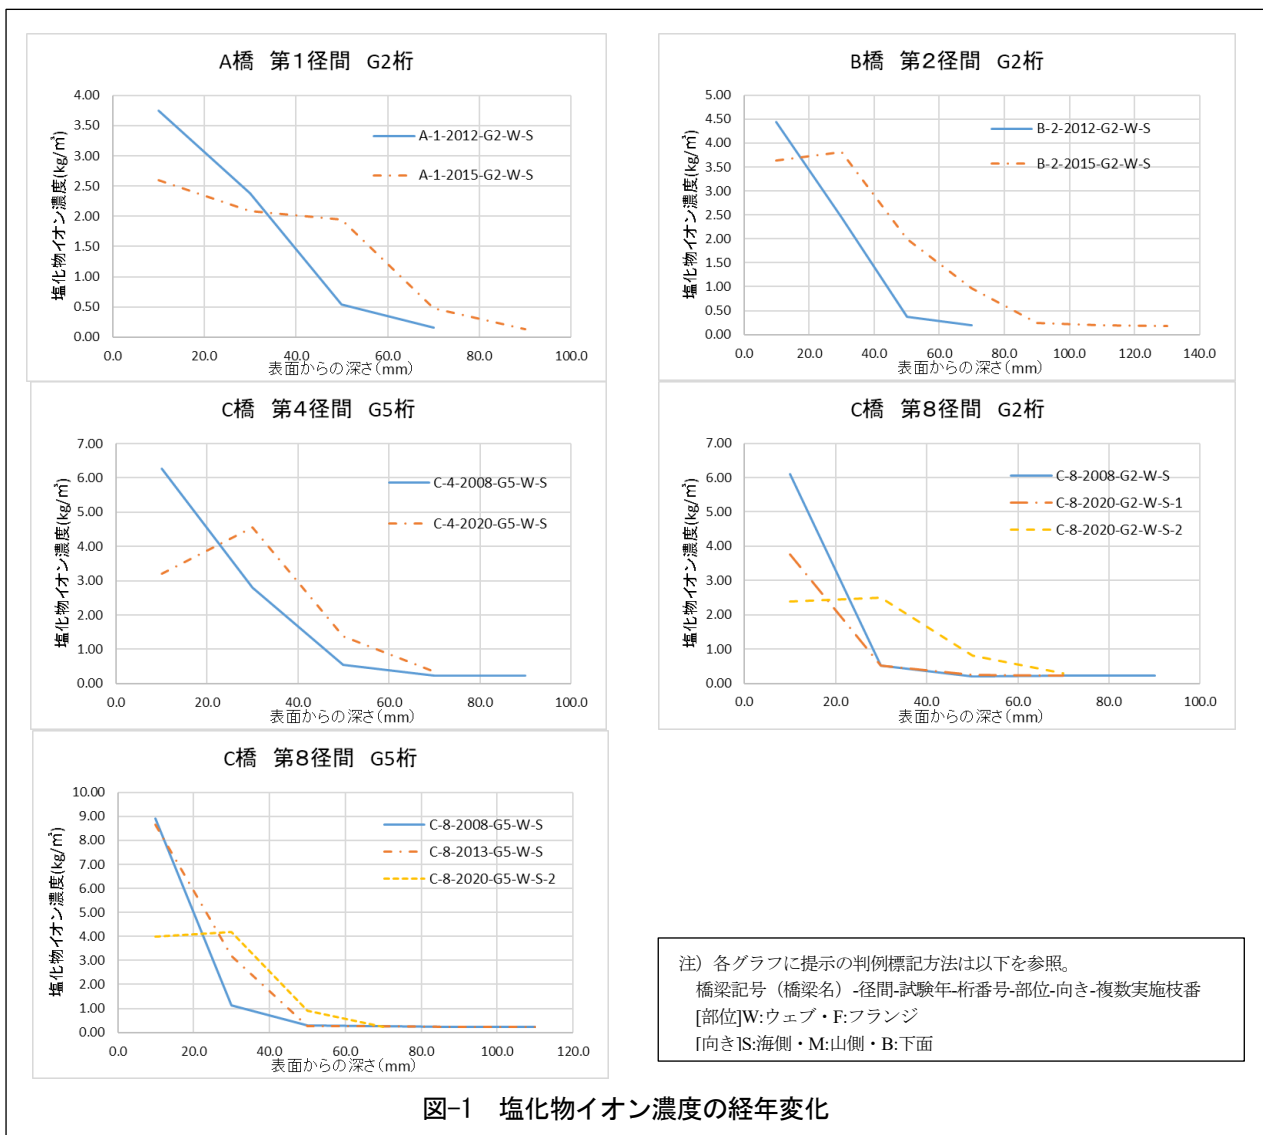 A橋 第1径間 G2桁
塩化物イオン濃度(kg/㎥)
4.00
3.50
3.00
2.50
2.00
1.50
1.00
0.50
0.00
0.0 20.0 40.0 60.0 80.0 100.0
表面からの深さ(mm)
A-1-2012-G2-W-S
A-1-2015-G2-W-S
B橋 第2径間 G2桁
塩化物イオン濃度(kg/㎥)
5.00
4.50
4.00
3.50
3.00
2.50
2.00
1.50
1.00
0.50
0.00
0.0 20.0 40.0 60.0 80.0 100.0 120.0 140.0
表面からの深さ(mm)
B-2-2012-G2-W-S
B-2-2015-G2-W-S
C橋 第4径間 G5桁
塩化物イオン濃度(kg/㎥)
7.00
6.00
5.00
4.00
3.00
2.00
1.00
0.00
0.0 20.0 40.0 60.0 80.0 100.0
表面からの深さ(mm)
C-4-2008-G5-W-S
C-4-2020-G5-W-S
C橋 第8径間 G2桁
塩化物イオン濃度(kg/㎥)
7.00
6.00
5.00
4.00
3.00
2.00
1.00
0.00
0.0 20.0 40.0 60.0 80.0 100.0
表面からの深さ(mm)
C-8-2008-G2-W-S
C-8-2020-G2-W-S-1
C-8-2020-G2-W-S-2
C橋 第8径間 G5桁
塩化物イオン濃度(kg/㎥)
10.00
9.00
8.00
7.00
6.00
5.00
4.00
3.00
2.00
1.00
0.00
0.0 20.0 40.0 60.0 80.0 100.0 120.0
表面からの深さ(mm)
C-8-2008-G5-W-S
C-8-2013-G5-W-S
C-8-2020-G5-W-S-2
注）各グラフに提示の判例標記方法は以下を参照。
橋梁記号（橋梁名）-径間-試験年-桁番号-部位-向き-複数実施枝番
[部位]W:ウェブ・F:フランジ
[向き]S:海側・M:山側・B:下面
図-1 塩化物イオン濃度の経年変化